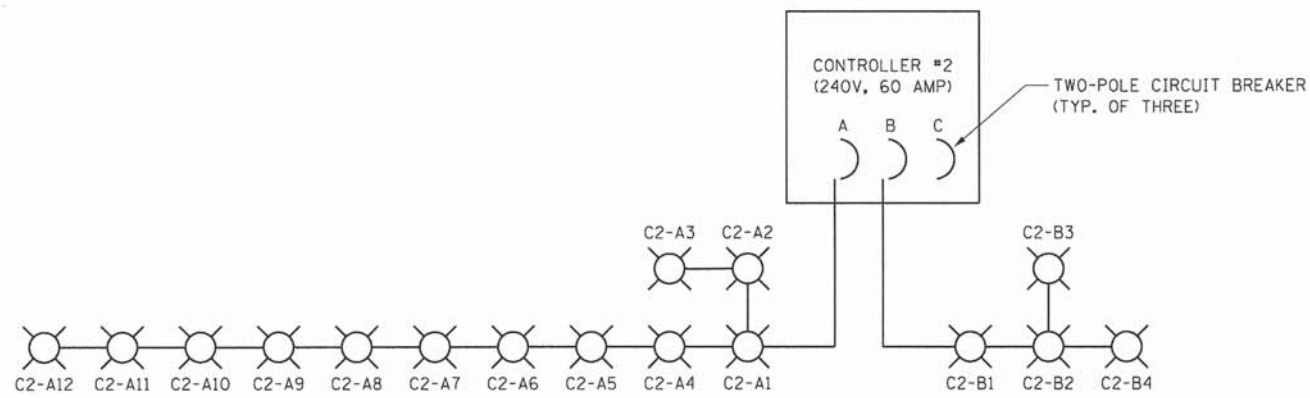 CONTROLLER #2
(240V, 60 AMP)
A B C
TWO-POLE CIRCUIT BREAKER
(TYP. OF THREE)
C2-A3 C2-A2 C2-B3
C2-A12 C2-A11 C2-A10 C2-A9 C2-A8 C2-A7 C2-A6 C2-A5 C2-A4 C2-A1 C2-B1 C2-B2 C2-B4